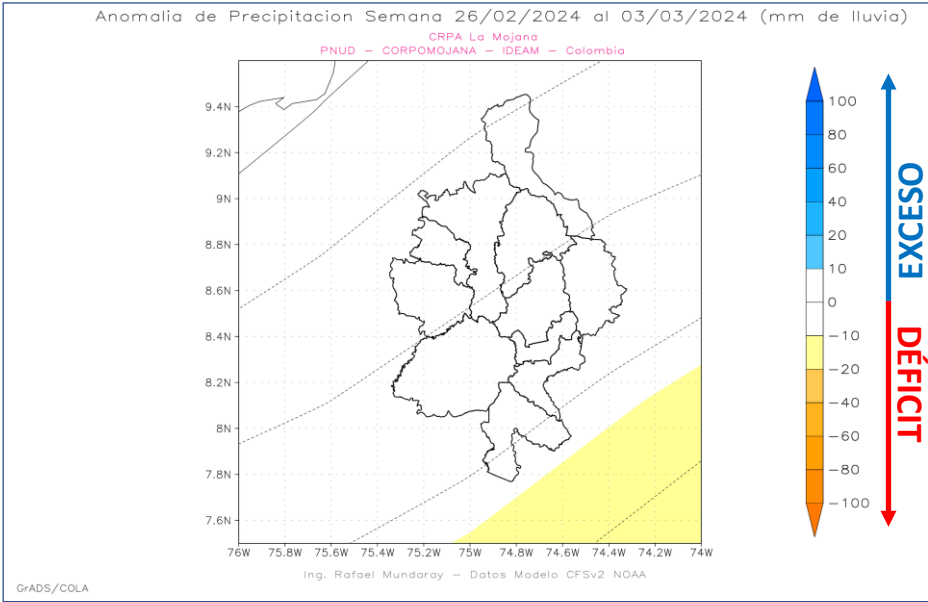 Anomalia de Precipitacion Semana 26/02/2024 al 03/03/2024 (mm de lluvia)
CRPA La Mojana
PNUD – CORPOMOJANA – IDEAM – Colombia
9.4N
9.2N
9N
8.8N
8.6N
8.4N
8.2N
8N
7.8N
7.6N
76W 75.8W 75.6W 75.4W 75.2W 75W 74.8W 74.6W 74.4W 74.2W 74W
100
80
60
40
20
10
0
−10
−20
−40
−60
−80
−100
EXCESO
DÉFICIT
Ing. Rafael Mundaray – Datos Modelo CFSv2 NOAA
GrADS/COLA